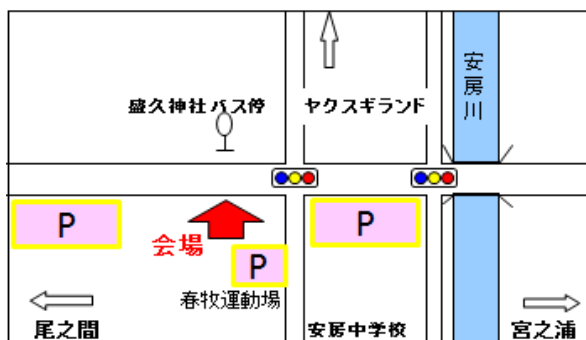 盛久神社バス停
ヤクスギランド
安房川
P
P
P
会場
春牧運動場
尾之間
安房中学校
宮之浦